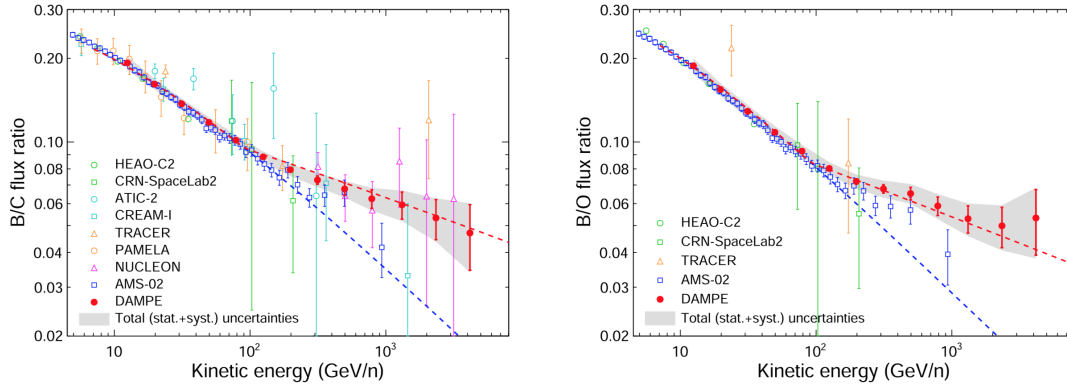 B/C flux ratio
0.30
0.20
0.10
0.08
0.06
0.04
0.03
0.02
HEAO-C2
CRN-SpaceLab2
ATIC-2
CREAM-I
TRACER
PAMELA
NUCLEON
AMS-02
DAMPE
Total (stat.+syst.) uncertainties
10 10² 10³
Kinetic energy (GeV/n)
B/O flux ratio
0.30
0.20
0.10
0.08
0.06
0.04
0.03
0.02
HEAO-C2
CRN-SpaceLab2
TRACER
AMS-02
DAMPE
Total (stat.+syst.) uncertainties
10 10² 10³
Kinetic energy (GeV/n)